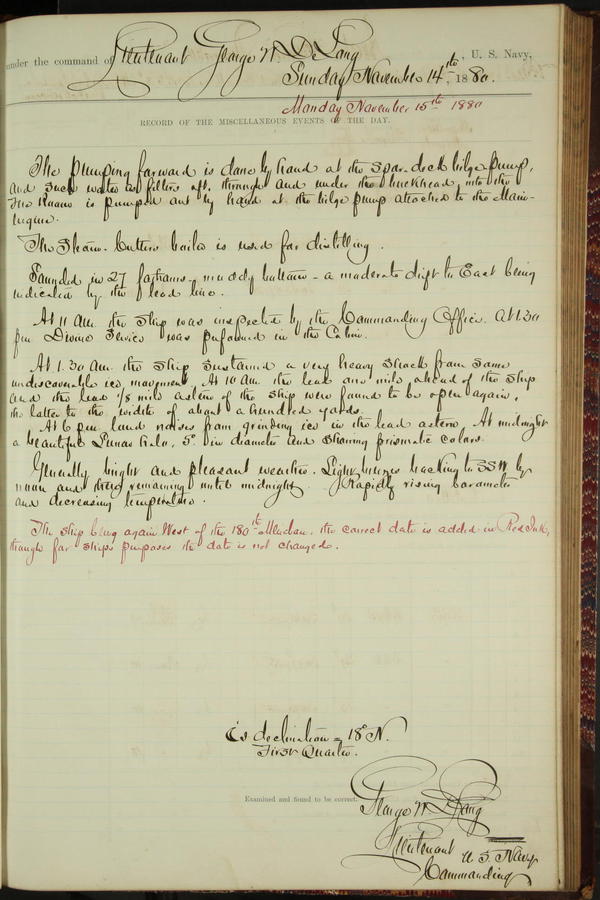 under the command of Lieutenant George W. De Long, U. S. Navy,
Sunday November 14th, 1880.
Monday November 15th 1880
RECORD OF THE MISCELLANEOUS EVENTS OF THE DAY.
The pumping forward is done by hand at the spar deck bilge pump,
and such water as filters aft through and under the bulkhead into the
fire room is pumped out by hand at the bilge pump attached to the Main
Engine.
The Steam Cutters boiler is used for distilling.
Sounded in 27 fathoms - muddy bottom - a moderate drift to East being
indicated by the lead line.
At 11 A.M. the ship was inspected by the Commanding Officer. At 1.30
pm Divine Service was performed in the Cabin.
At 1.30 a.m. the ship sustained a very heavy shock from some
undiscoverable ice movement. At 10 a.m. the lead one mile ahead of the ship
and the lead 1/8 mile astern of the ship were found to be open again,
the latter to the width of about a hundred yards.
At 6 pm loud noises from grinding ice in the lead astern. At midnight
a beautiful Lunar halo, 5° in diameter and showing prismatic colors.
Generally bright and pleasant weather. Light breezes backing to SSW by
noon and remaining until midnight. Rapidly rising barometer
and decreasing temperature.
The ship being again West of the 180th Meridian, the correct date is added in Red Ink,
though for ships purposes the date is not changed.
declination = 18° N.
First Quarter.
Examined and found to be correct.
George W. De Long
Lieutenant U. S. Navy
Commanding